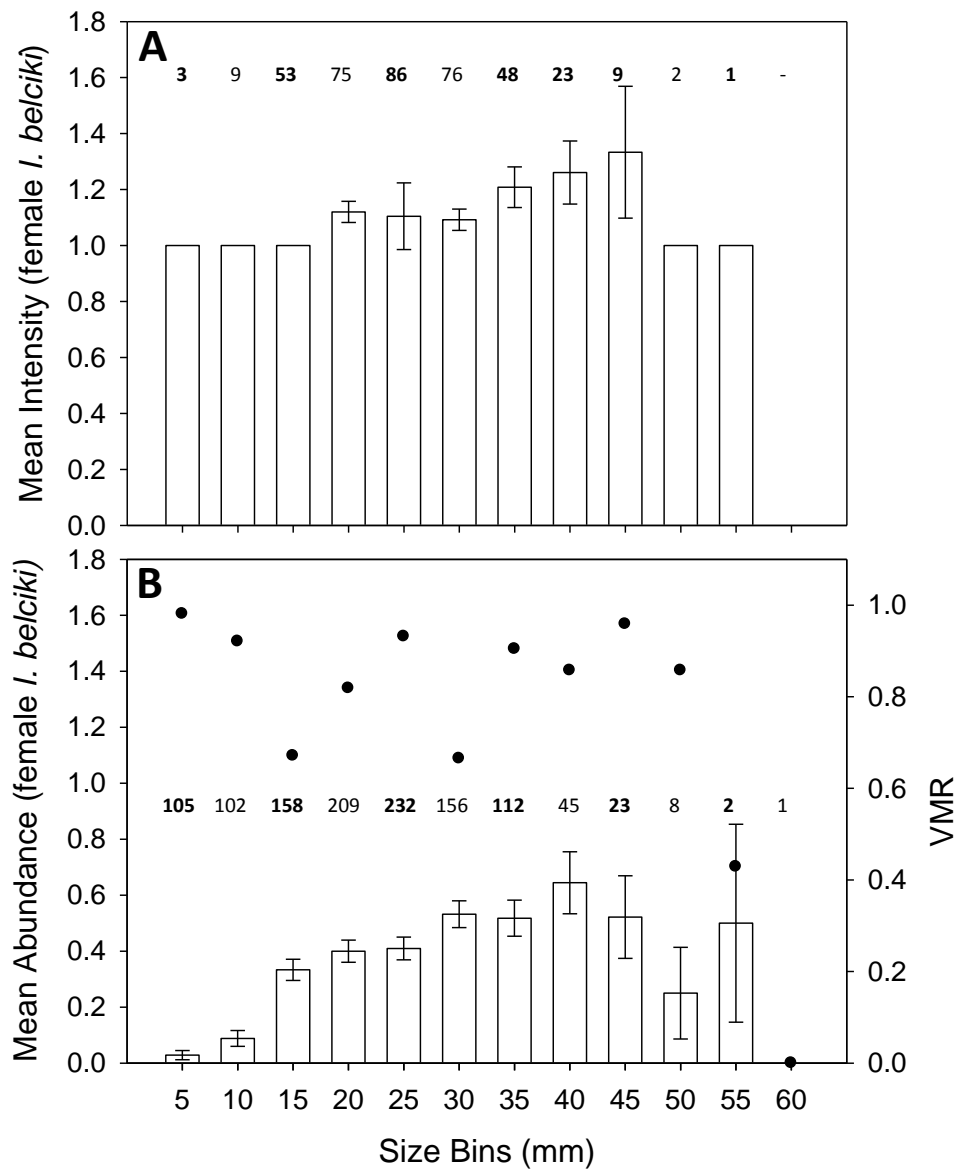 A
Mean Intensity (female I. belciki)
1.8
1.6
1.4
1.2
1.0
0.8
0.6
0.4
0.2
0.0
3 9 53 75 86 76 48 23 9 2 1 -
B
Mean Abundance (female I. belciki)
1.8
1.6
1.4
1.2
1.0
0.8
0.6
0.4
0.2
0.0
105 102 158 209 232 156 112 45 23 8 2 1
1.0
0.8
0.6
0.4
0.2
0.0
VMR
5 10 15 20 25 30 35 40 45 50 55 60
Size Bins (mm)